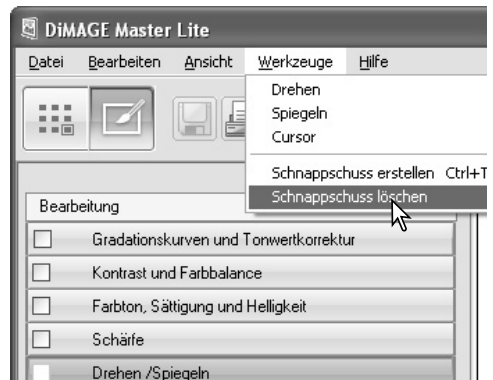 DiMAGE Master Lite
Datei Bearbeiten Ansicht Werkzeuge Hilfe
Drehen
Spiegeln
Cursor
Schnappschuss erstellen Ctrl+T
Schnappschuss löschen
Bearbeitung
Gradationskurven und Tonwertkorrektur
Kontrast und Farbbalance
Farbton, Sättigung und Helligkeit
Schärfe
Drehen /Spiegeln